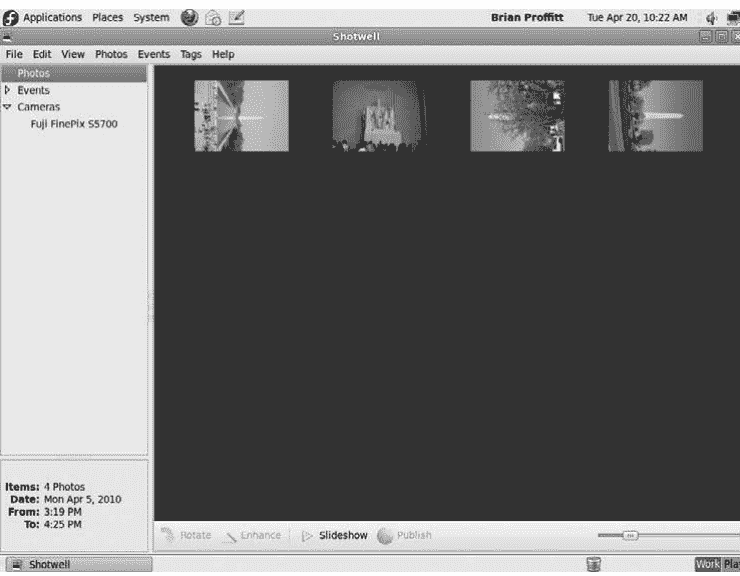 Applications Places System Brian Proffitt Tue Apr 20, 10:22 AM
Shotwell
File Edit View Photos Events Tags Help
Photos
Events
Cameras
Fuji FinePix S5700
Items: 4 Photos
Date: Mon Apr 5, 2010
From: 3:19 PM
To: 4:25 PM
Rotate Enhance Slideshow Publish
Shotwell Work Pla